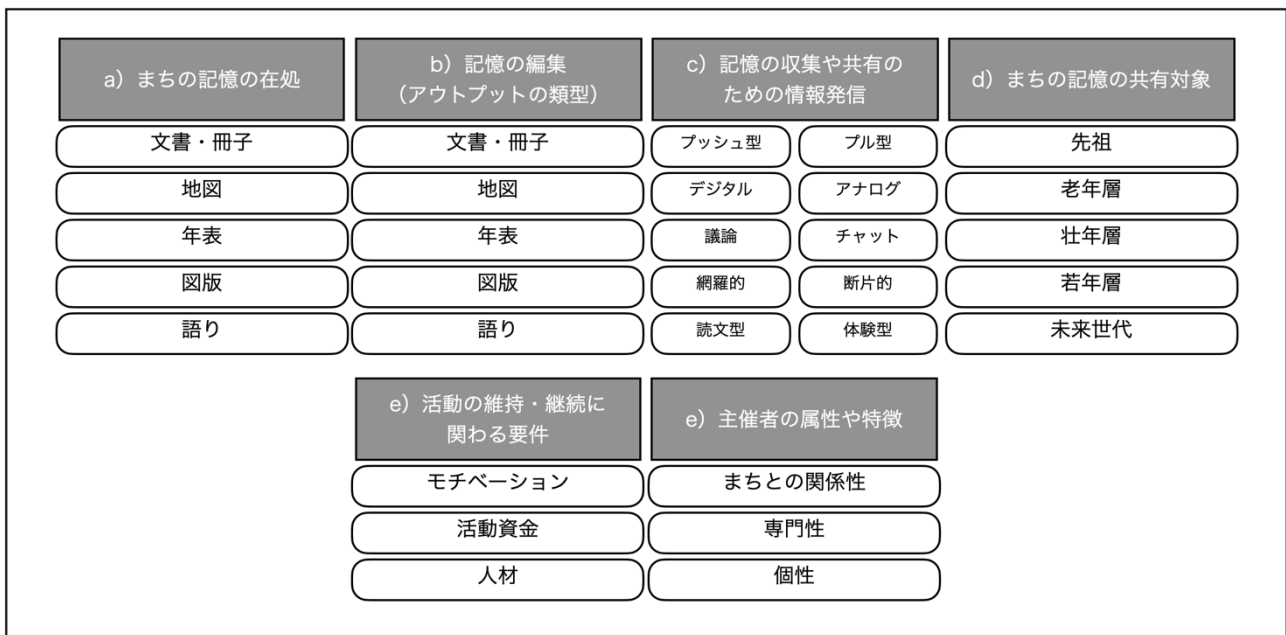 a）まちの記憶の在処
文書・冊子
地図
年表
図版
語り
b）記憶の編集
（アウトプットの類型）
文書・冊子
地図
年表
図版
語り
c）記憶の収集や共有の
ための情報発信
プッシュ型
プル型
デジタル
アナログ
議論
チャット
網羅的
断片的
読文型
体験型
d）まちの記憶の共有対象
先祖
老年層
壮年層
若年層
未来世代
e）活動の維持・継続に
関わる要件
モチベーション
活動資金
人材
e）主催者の属性や特徴
まちとの関係性
専門性
個性